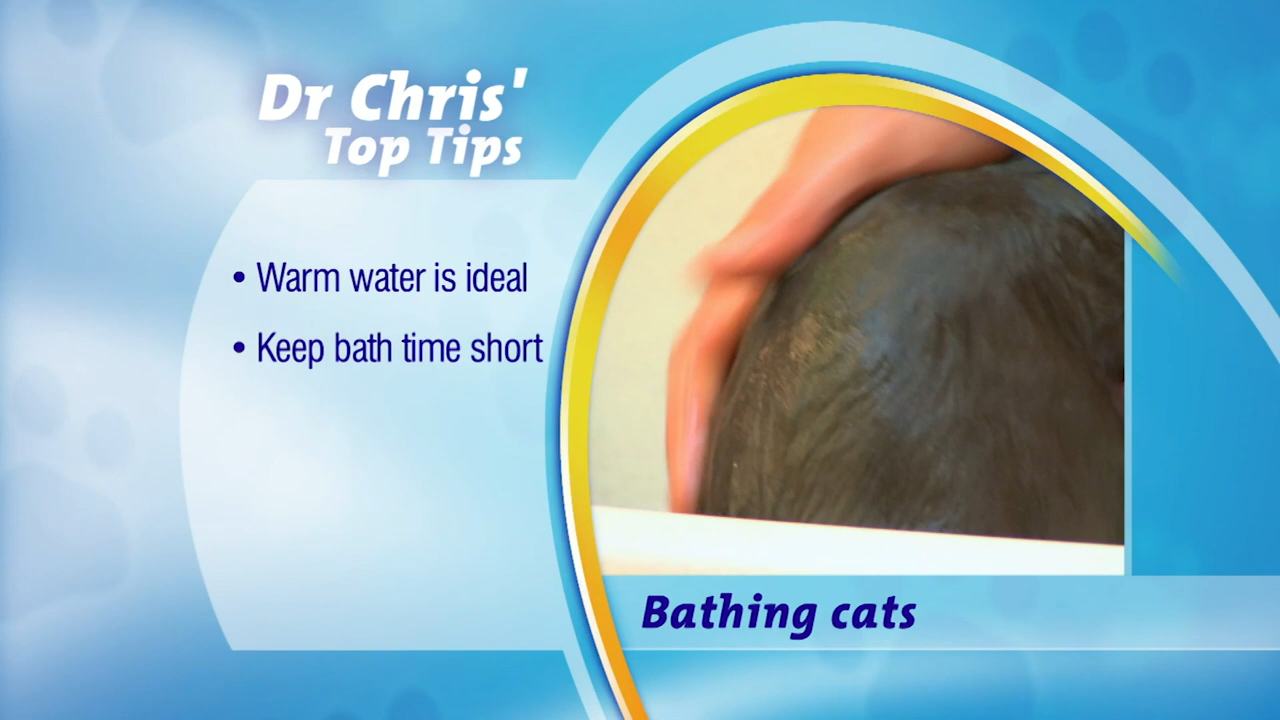 Dr Chris'
Top Tips
• Warm water is ideal
• Keep bath time short
Bathing cats